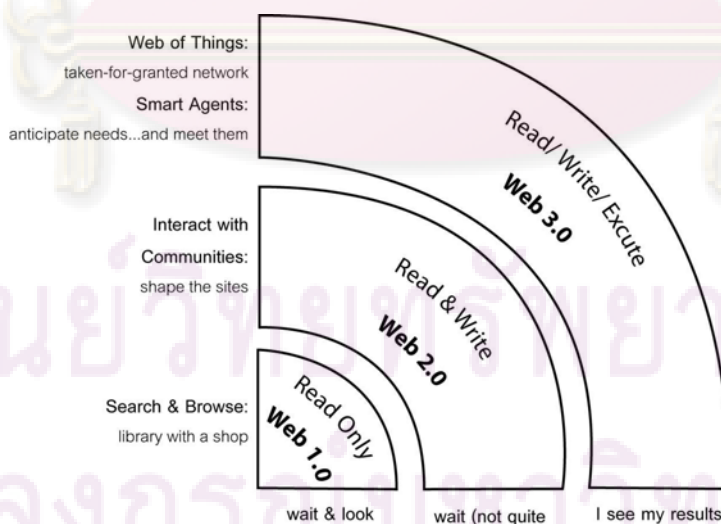 Web of Things:
taken-for-granted network
Smart Agents:
anticipate needs...and meet them
Read/ Write/ Excute
Web 3.0
Interact with
Communities:
shape the sites
Read & Write
Web 2.0
Search & Browse:
library with a shop
Read Only
Web 1.0
wait & look
wait (not quite
I see my results